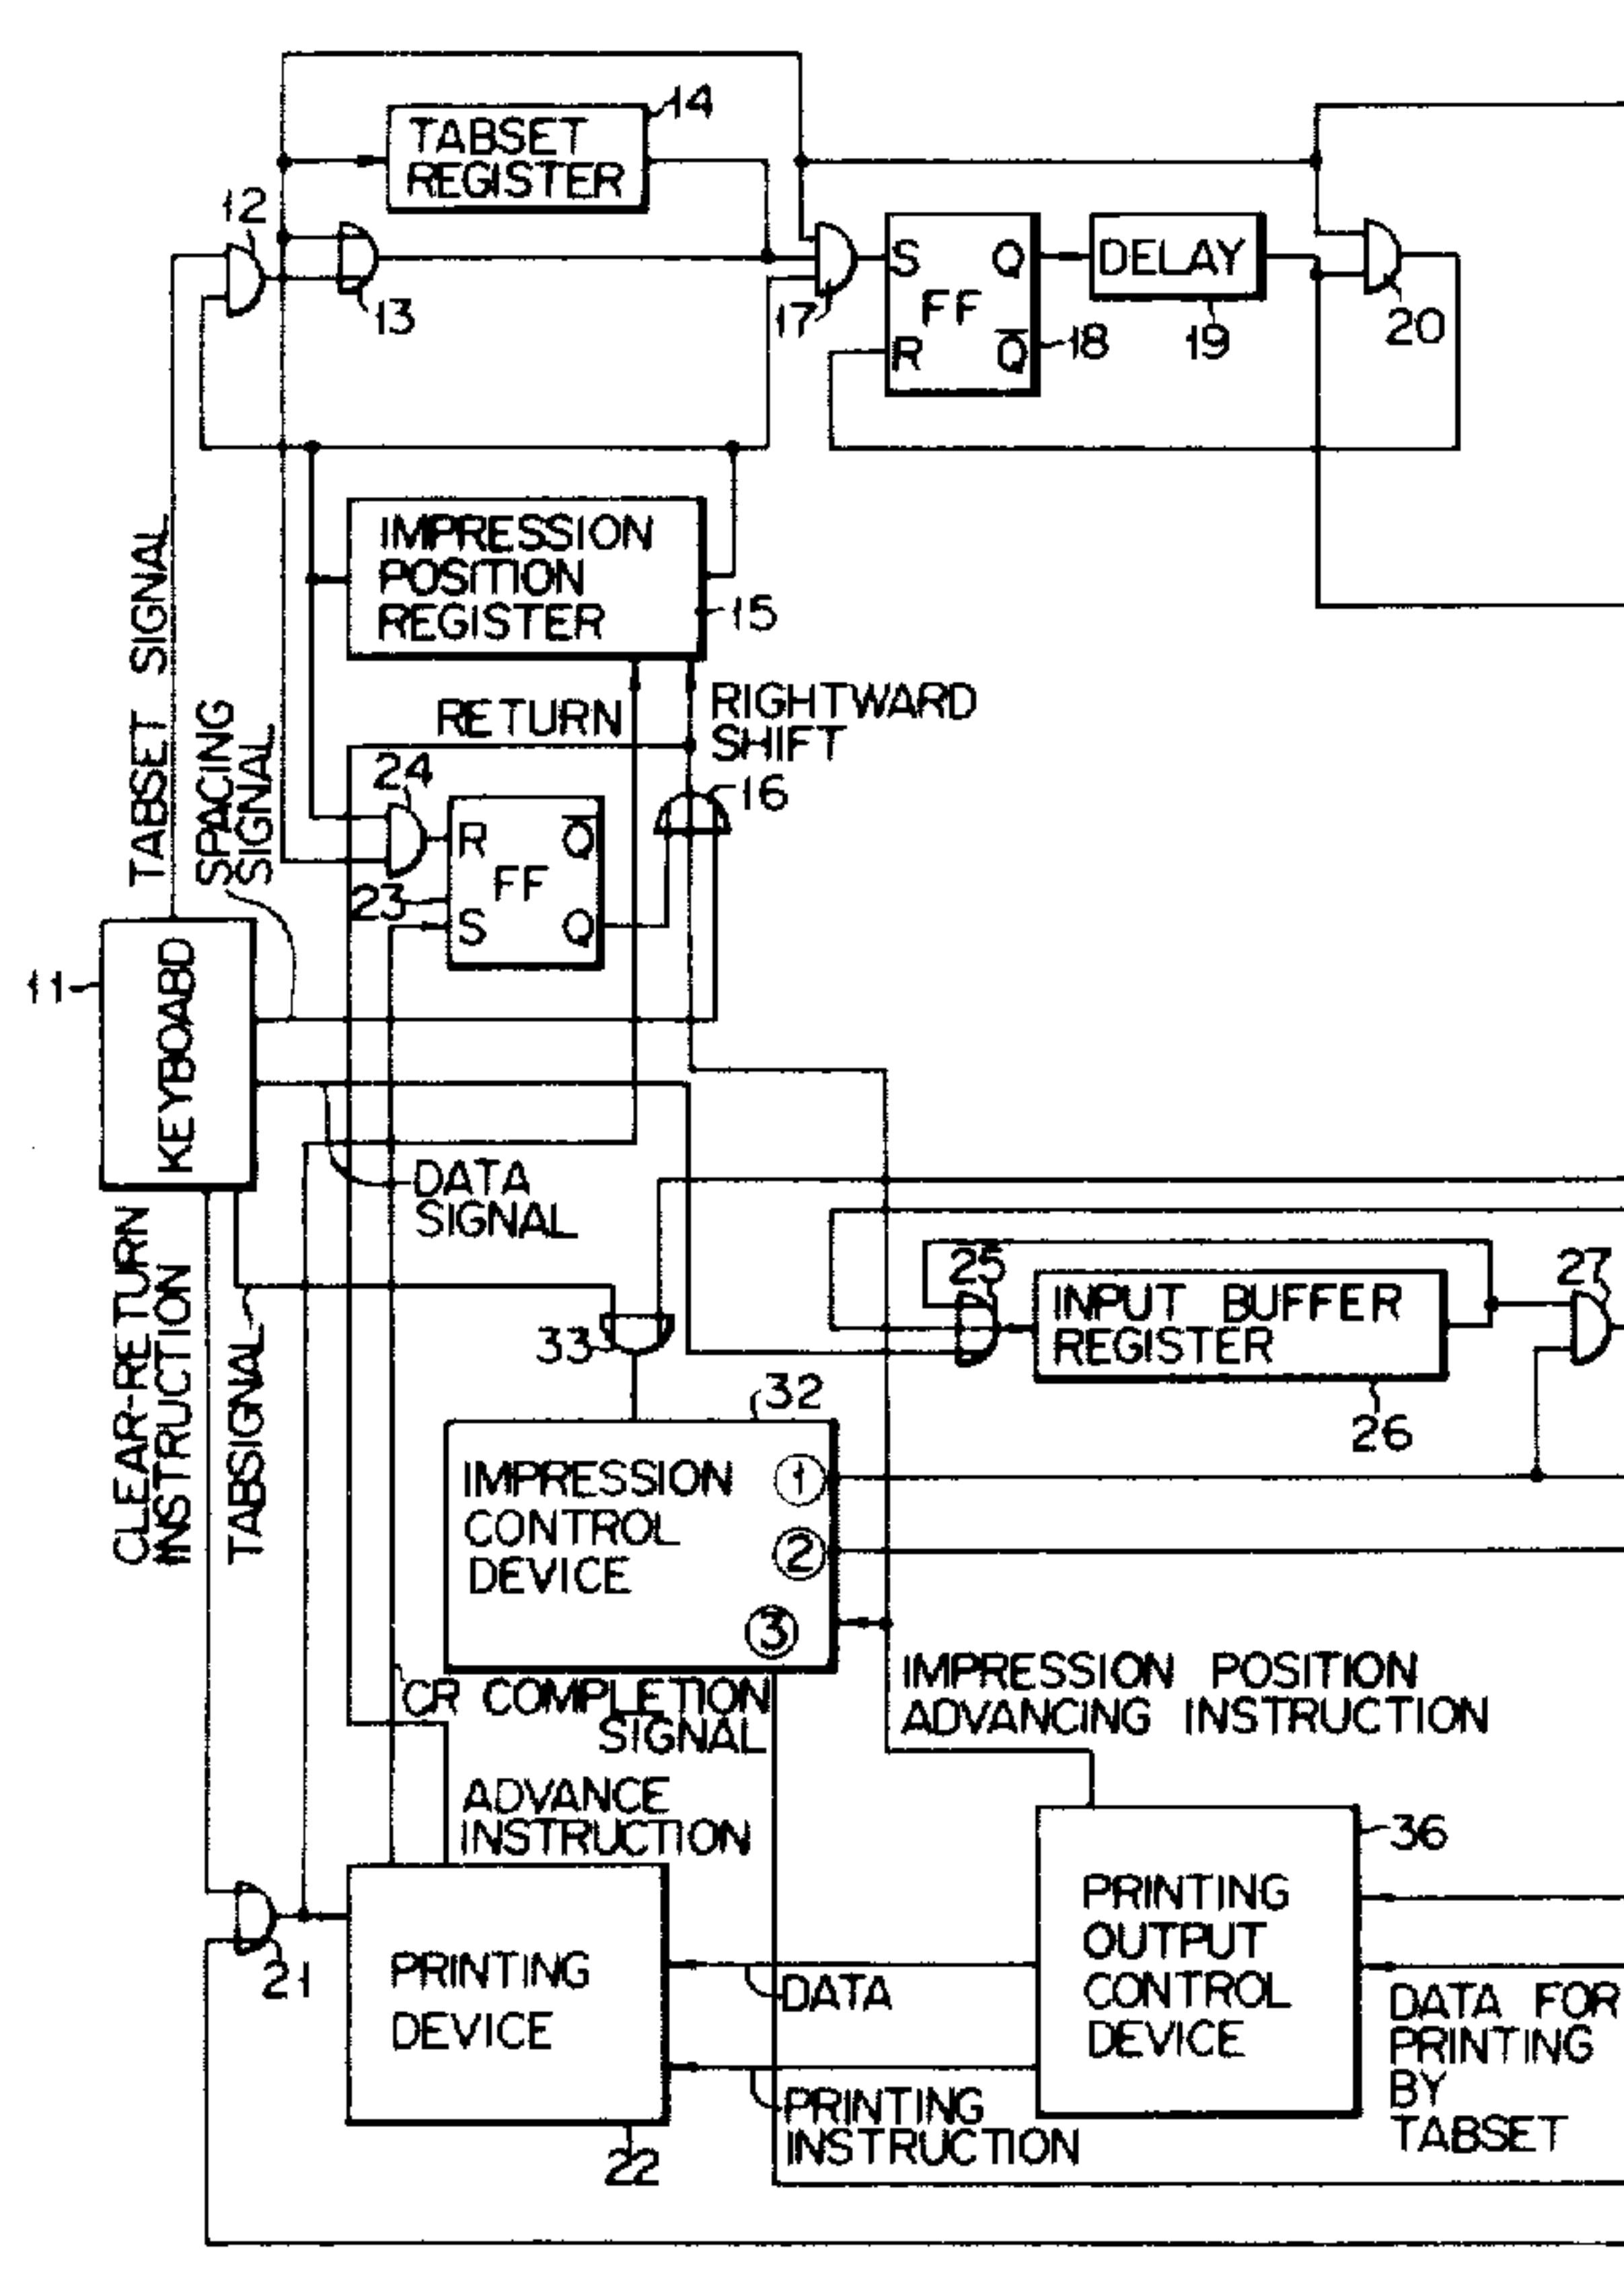 14
TABSET
REGISTER
12
13
17
S Q
FF
R Q̅
18
DELAY
19
20
IMPRESSION
POSITION
REGISTER
15
TABSET SIGNAL
SPACING
SIGNAL
RETURN
RIGHTWARD
SHIFT
24
16
R Q̅
FF
23
S Q
11
KEYBOABD
DATA
SIGNAL
CLEAR-RETURN
INSTRUCTION
TABSIGNAL
33
25
INPUT BUFFER
REGISTER
26
27
32
IMPRESSION
CONTROL
DEVICE
①
②
③
CR COMPLETION
SIGNAL
IMPRESSION POSITION
ADVANCING INSTRUCTION
ADVANCE
INSTRUCTION
36
PRINTING
OUTPUT
CONTROL
DEVICE
21
PRINTING
DEVICE
22
DATA
PRINTING
INSTRUCTION
DATA FOR
PRINTING
BY
TABSET